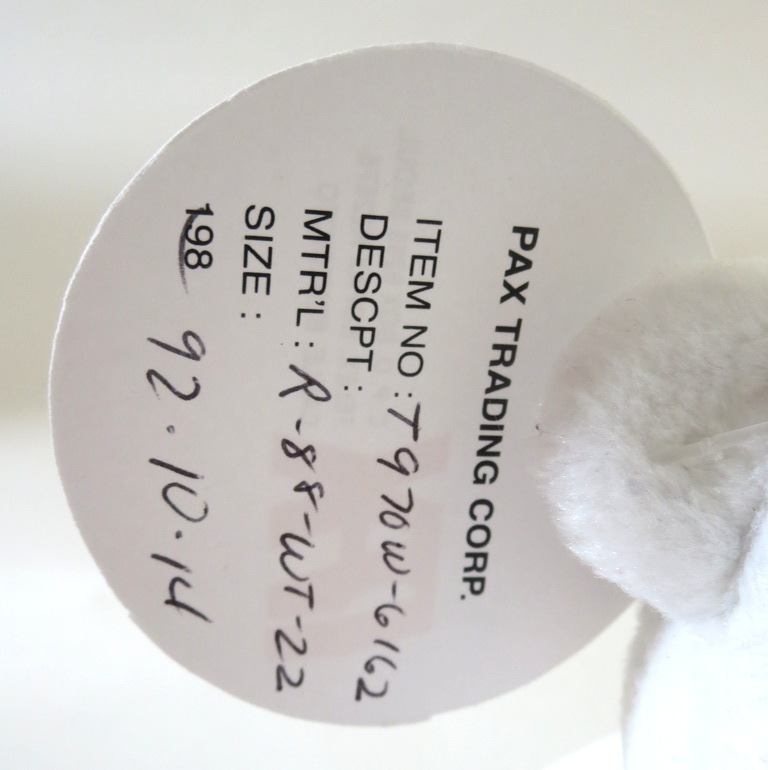 PAX TRADING CORP.
ITEM NO : T970W-6162
DESCPT :
MTR'L : R-88-WT-22
SIZE :
198 92.10.14